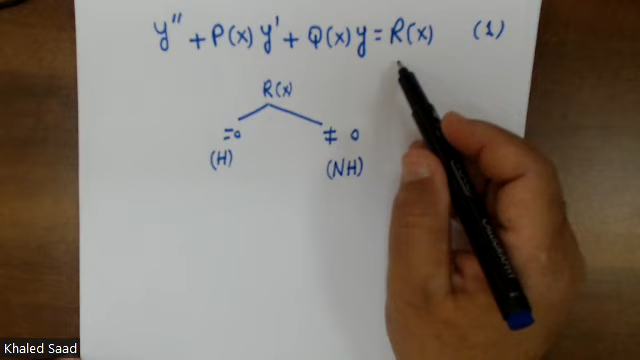 y'' + P(x) y' + Q(x) y = R(x) (1)
R(x)
=0 ≠ 0
(H) (NH)
Khaled Saad